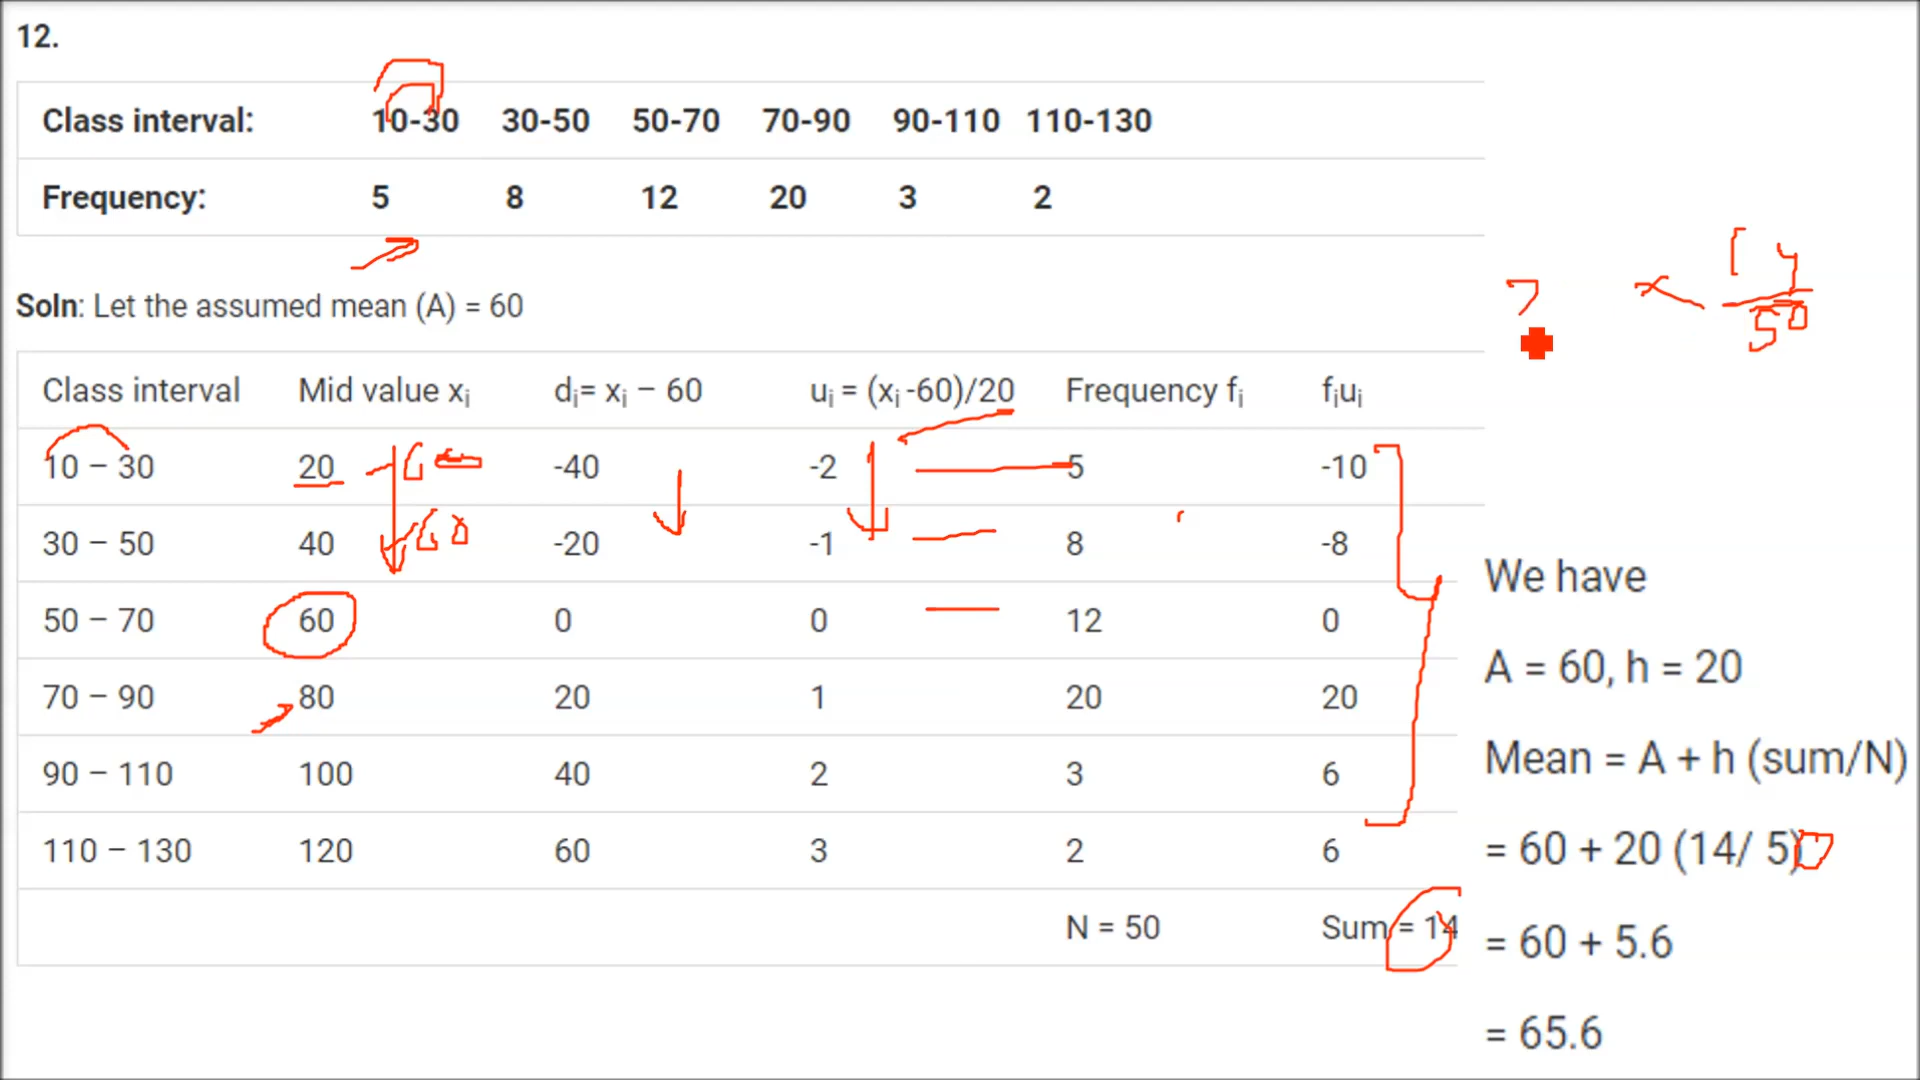 12.
Class interval: 10-30 30-50 50-70 70-90 90-110 110-130
Frequency: 5 8 12 20 3 2
Soln: Let the assumed mean (A) = 60
Class interval Mid value xᵢ dᵢ= xᵢ – 60 uᵢ = (xᵢ -60)/20 Frequency fᵢ fᵢuᵢ
10 – 30 20 -40 -2 5 -10
30 – 50 40 60 -20 -1 8 -8
50 – 70 60 0 0 12 0
70 – 90 80 20 1 20 20
90 – 110 100 40 2 3 6
110 – 130 120 60 3 2 6
N = 50 Sum = 14
14
50
We have
A = 60, h = 20
Mean = A + h (sum/N)
= 60 + 20 (14/ 5)
= 60 + 5.6
= 65.6